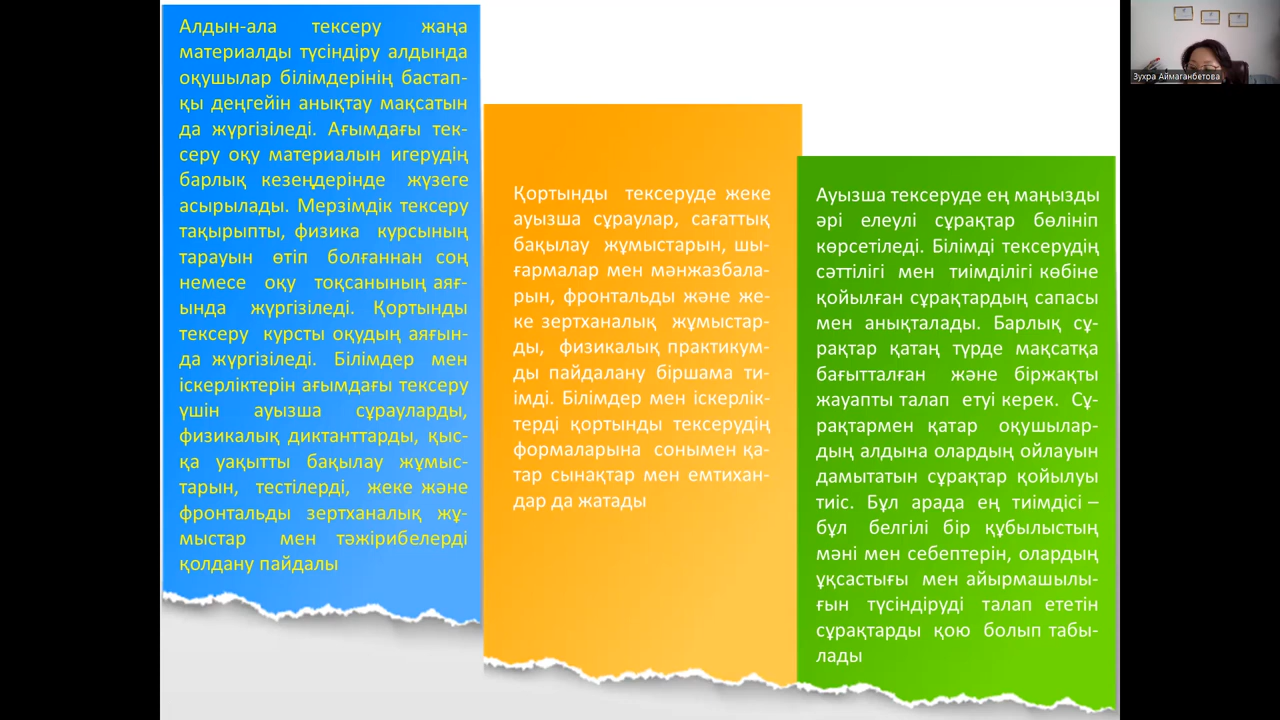 Алдын-ала тексеру жаңа
материалды түсіндіру алдында
оқушылар білімдерінің бастап-
қы деңгейін анықтау мақсатын
да жүргізіледі. Ағымдағы тек-
серу оқу материалын игерудің
барлық кезеңдерінде жүзеге
асырылады. Мерзімдік тексеру
тақырыпты, физика курсының
тарауын өтіп болғаннан соң
немесе оқу тоқсанының аяғ-
ында жүргізіледі. Қортынды
тексеру курсты оқудың аяғын-
да жүргізіледі. Білімдер мен
іскерліктерін ағымдағы тексеру
үшін ауызша сұрауларды,
физикалық диктанттарды, қыс-
қа уақытты бақылау жұмыс-
тарын, тестілерді, жеке және
фронтальды зертханалық жұ-
мыстар мен тәжірибелерді
қолдану пайдалы
Қортынды тексеруде жеке
ауызша сұраулар, сағаттық
бақылау жұмыстарын, шы-
ғармалар мен мәнжазбала-
рын, фронтальды және же-
ке зертханалық жұмыстар-
ды, физикалық практикум-
ды пайдалану біршама ти-
імді. Білімдер мен іскерлік-
терді қортынды тексерудің
формаларына сонымен қа-
тар сынақтар мен емтихан-
дар да жатады
Ауызша тексеруде ең маңызды
әрі елеулі сұрақтар бөлініп
көрсетіледі. Білімді тексерудің
сәттілігі мен тиімділігі көбіне
қойылған сұрақтардың сапасы
мен анықталады. Барлық сұ-
рақтар қатаң түрде мақсатқа
бағытталған және біржақты
жауапты талап етуі керек. Сұ-
рақтармен қатар оқушылар-
дың алдына олардың ойлауын
дамытатын сұрақтар қойылуы
тиіс. Бұл арада ең тиімдісі –
бұл белгілі бір құбылыстың
мәні мен себептерін, олардың
ұқсастығы мен айырмашылы-
ғын түсіндіруді талап ететін
сұрақтарды қою болып табы-
лады
Зухра Аймаганбетова